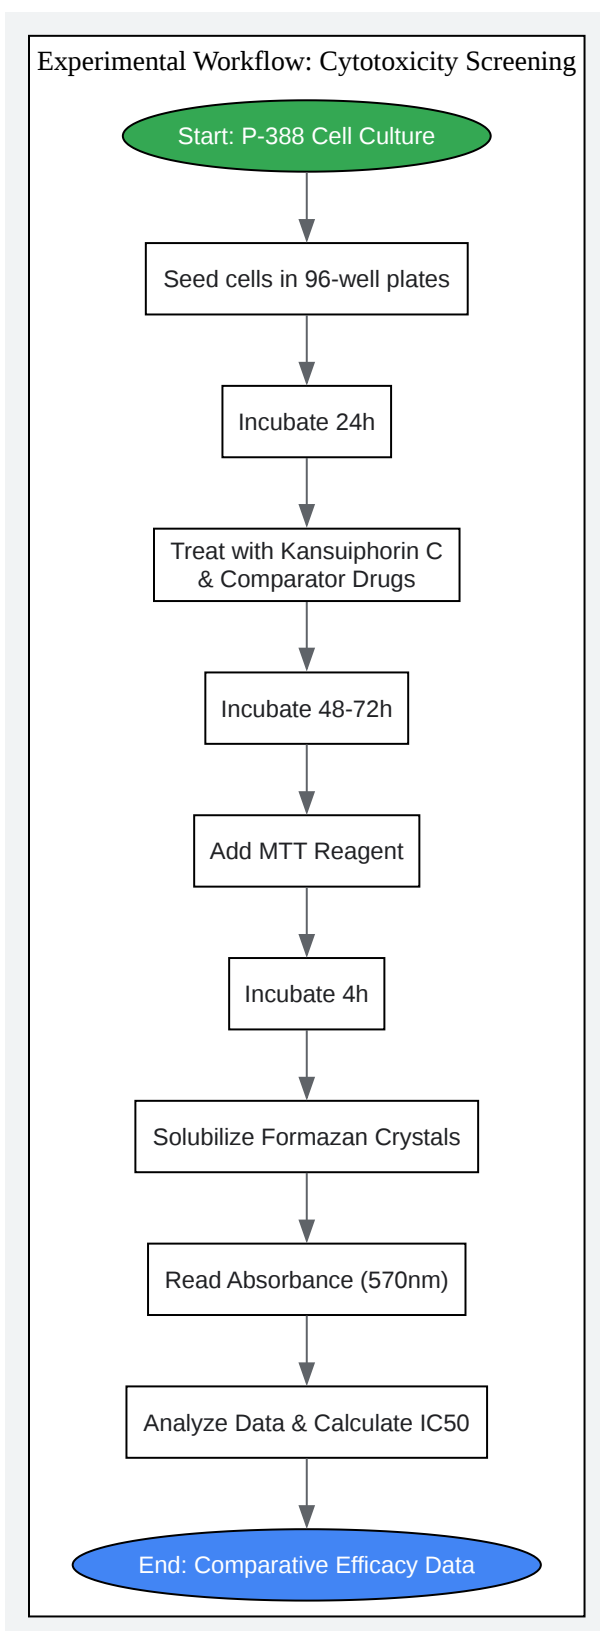 Experimental Workflow: Cytotoxicity Screening
Start: P-388 Cell Culture
Seed cells in 96-well plates
Incubate 24h
Treat with Kansuiphorin C
& Comparator Drugs
Incubate 48-72h
Add MTT Reagent
Incubate 4h
Solubilize Formazan Crystals
Read Absorbance (570nm)
Analyze Data & Calculate IC50
End: Comparative Efficacy Data